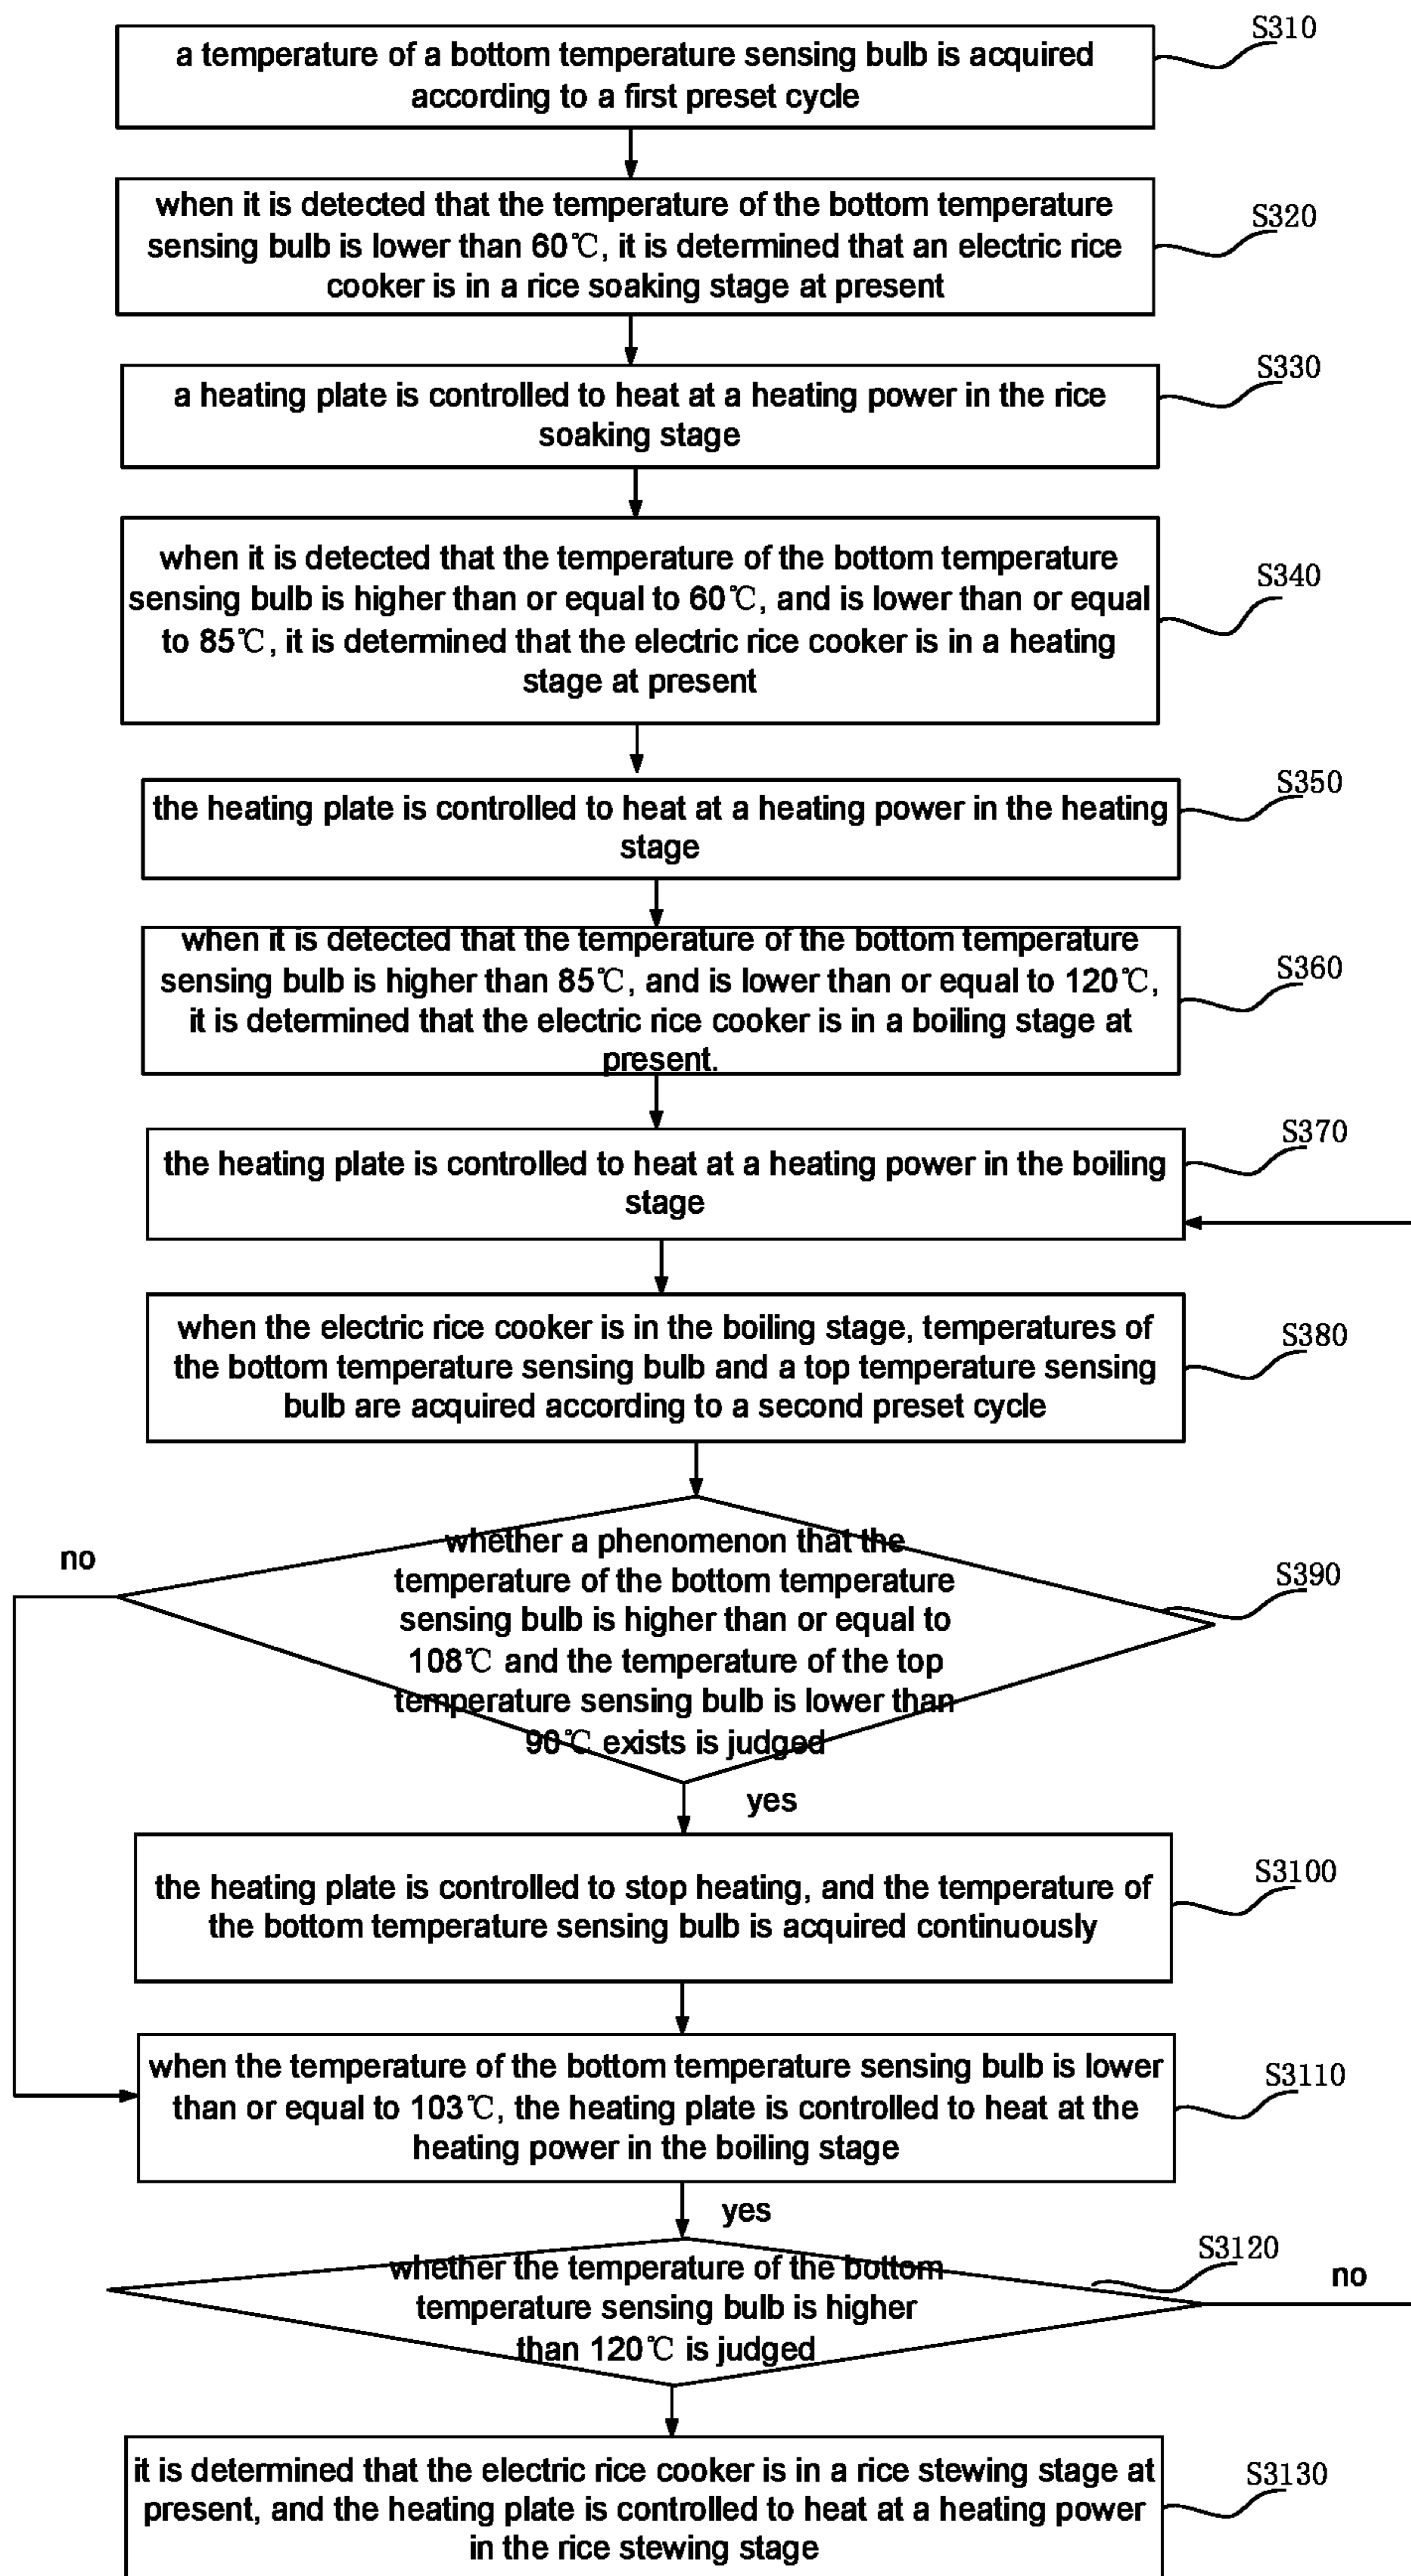 S310
a temperature of a bottom temperature sensing bulb is acquired
according to a first preset cycle
S320
when it is detected that the temperature of the bottom temperature
sensing bulb is lower than 60℃, it is determined that an electric rice
cooker is in a rice soaking stage at present
S330
a heating plate is controlled to heat at a heating power in the rice
soaking stage
S340
when it is detected that the temperature of the bottom temperature
sensing bulb is higher than or equal to 60℃, and is lower than or equal
to 85℃, it is determined that the electric rice cooker is in a heating
stage at present
S350
the heating plate is controlled to heat at a heating power in the heating
stage
S360
when it is detected that the temperature of the bottom temperature
sensing bulb is higher than 85℃, and is lower than or equal to 120℃,
it is determined that the electric rice cooker is in a boiling stage at
present.
S370
the heating plate is controlled to heat at a heating power in the boiling
stage
S380
when the electric rice cooker is in the boiling stage, temperatures of
the bottom temperature sensing bulb and a top temperature sensing
bulb are acquired according to a second preset cycle
no
S390
whether a phenomenon that the
temperature of the bottom temperature
sensing bulb is higher than or equal to
108℃ and the temperature of the top
temperature sensing bulb is lower than
90℃ exists is judged
yes
S3100
the heating plate is controlled to stop heating, and the temperature of
the bottom temperature sensing bulb is acquired continuously
S3110
when the temperature of the bottom temperature sensing bulb is lower
than or equal to 103℃, the heating plate is controlled to heat at the
heating power in the boiling stage
yes
S3120
no
whether the temperature of the bottom
temperature sensing bulb is higher
than 120℃ is judged
S3130
it is determined that the electric rice cooker is in a rice stewing stage at
present, and the heating plate is controlled to heat at a heating power
in the rice stewing stage